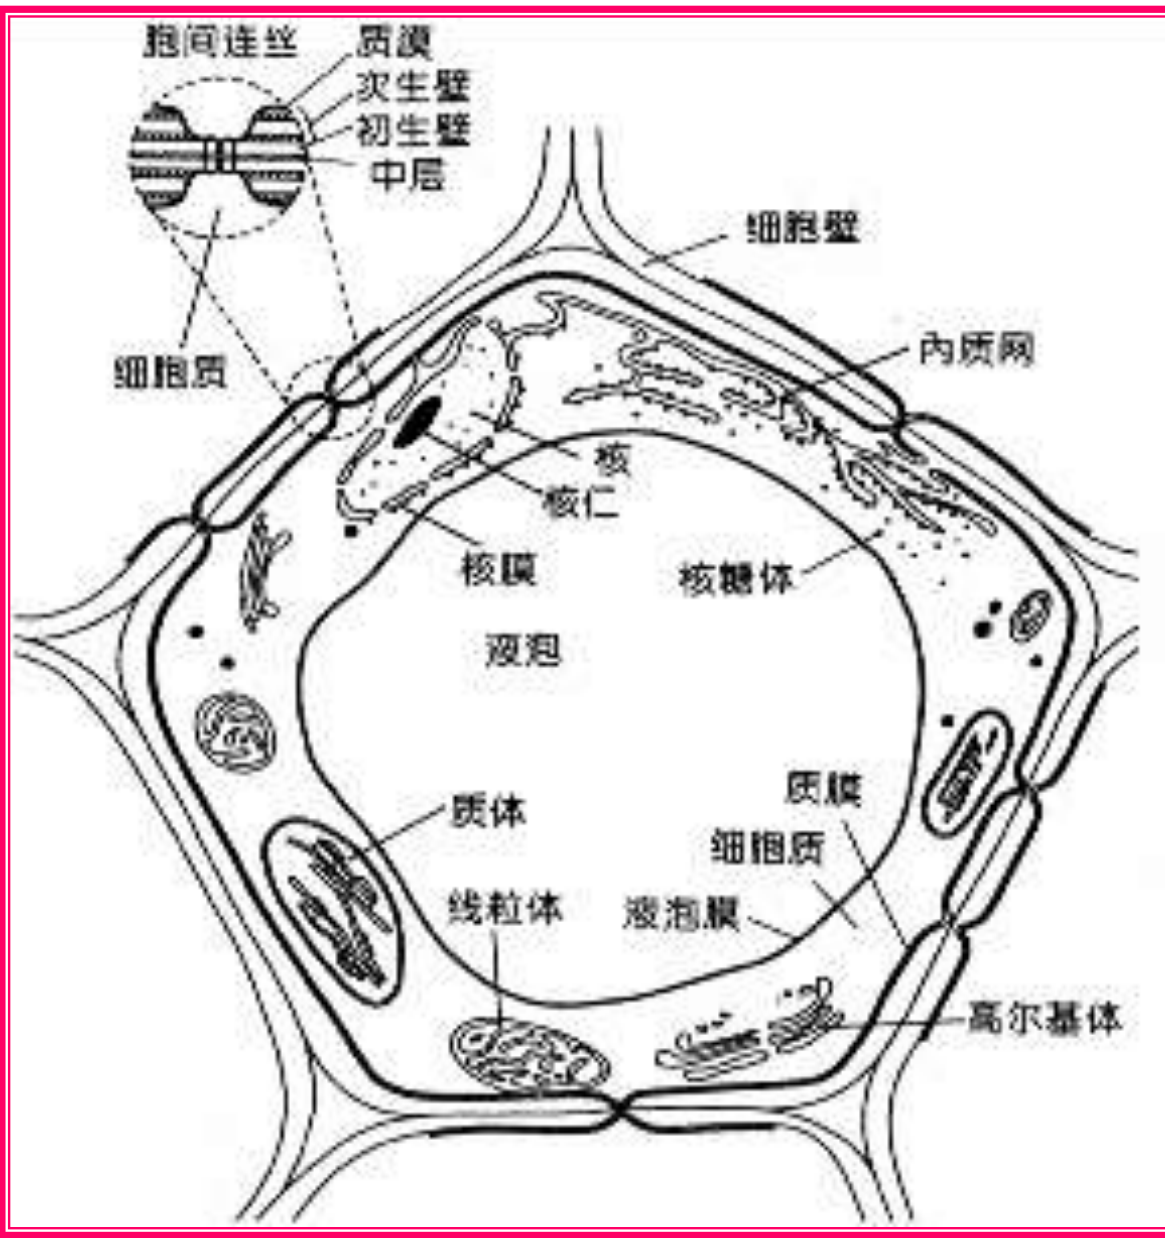 胞间连丝
质膜
次生壁
初生壁
中层
细胞壁
细胞质
内质网
核
核仁
核膜
核糖体
液泡
质膜
质体
细胞质
线粒体
液泡膜
高尔基体